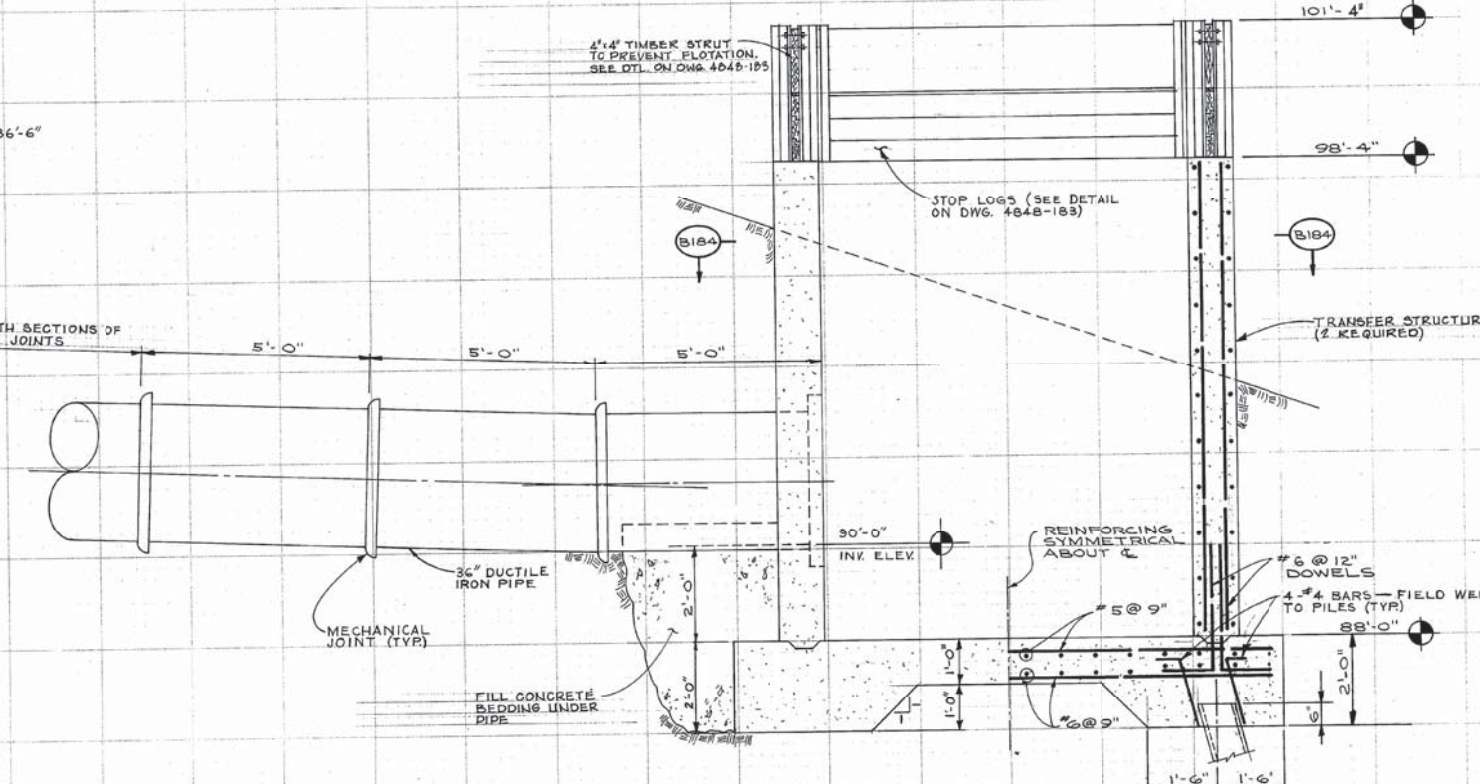 101'-4"
4"x4" TIMBER STRUT
TO PREVENT FLOTATION.
SEE DTL. ON DWG 4848-183
36'-6"
98'-4"
STOP LOGS (SEE DETAIL
ON DWG. 4848-183)
B184
B184
TRANSFER STRUCTUR
(2 REQUIRED)
TH SECTIONS OF
JOINTS
5'-0"
5'-0"
5'-0"
90'-0"
INV. ELEV.
REINFORCING
SYMMETRICAL
ABOUT ℄
36" DUCTILE
IRON PIPE
#6 @ 12"
DOWELS
4-#4 BARS — FIELD WEL
TO PILES (TYP.)
88'-0"
MECHANICAL
JOINT (TYP.)
2'-0"
#5 @ 9"
1'-0"
2'-0"
FILL CONCRETE
BEDDING UNDER
PIPE
2'-0"
1
1
1'-0"
#6 @ 9"
6"
1'-6"
1'-6"